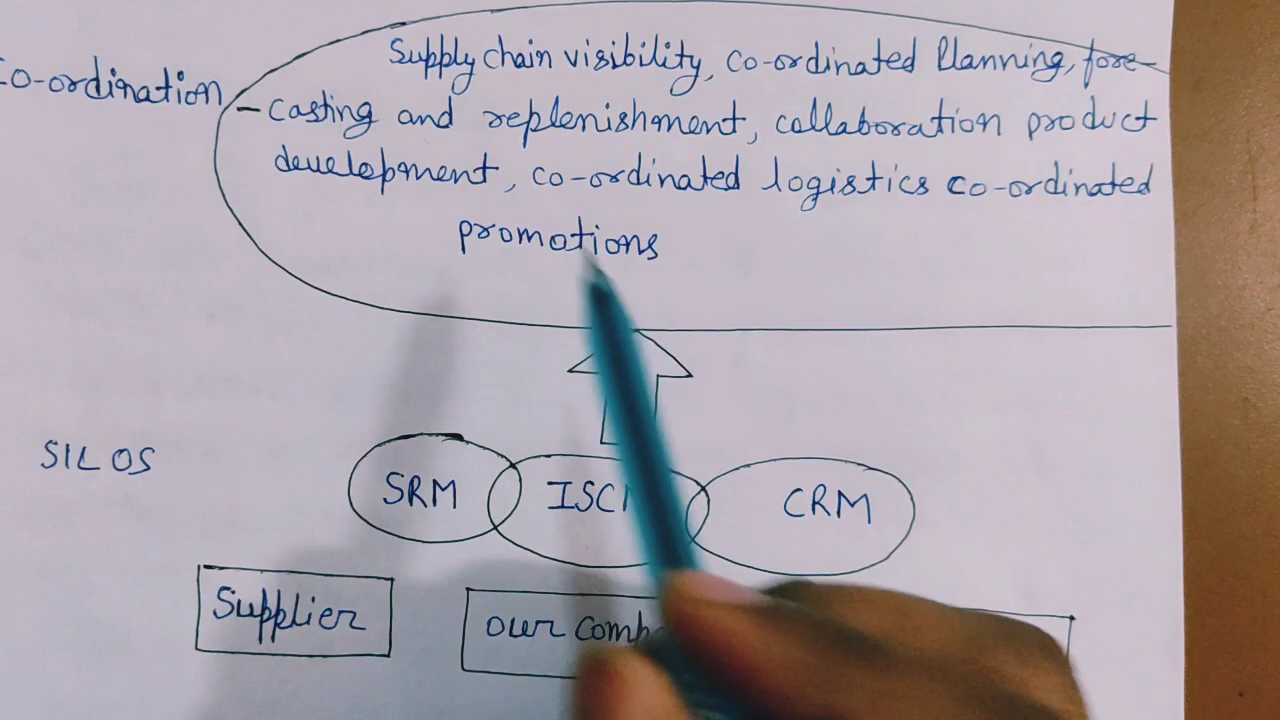 Co-ordination
Supply chain visibility, co-ordinated Planning, fore-
-casting and replenishment, collaboration product
development, co-ordinated logistics co-ordinated
promotions
SILOS
SRM
CRM
Supplier
our